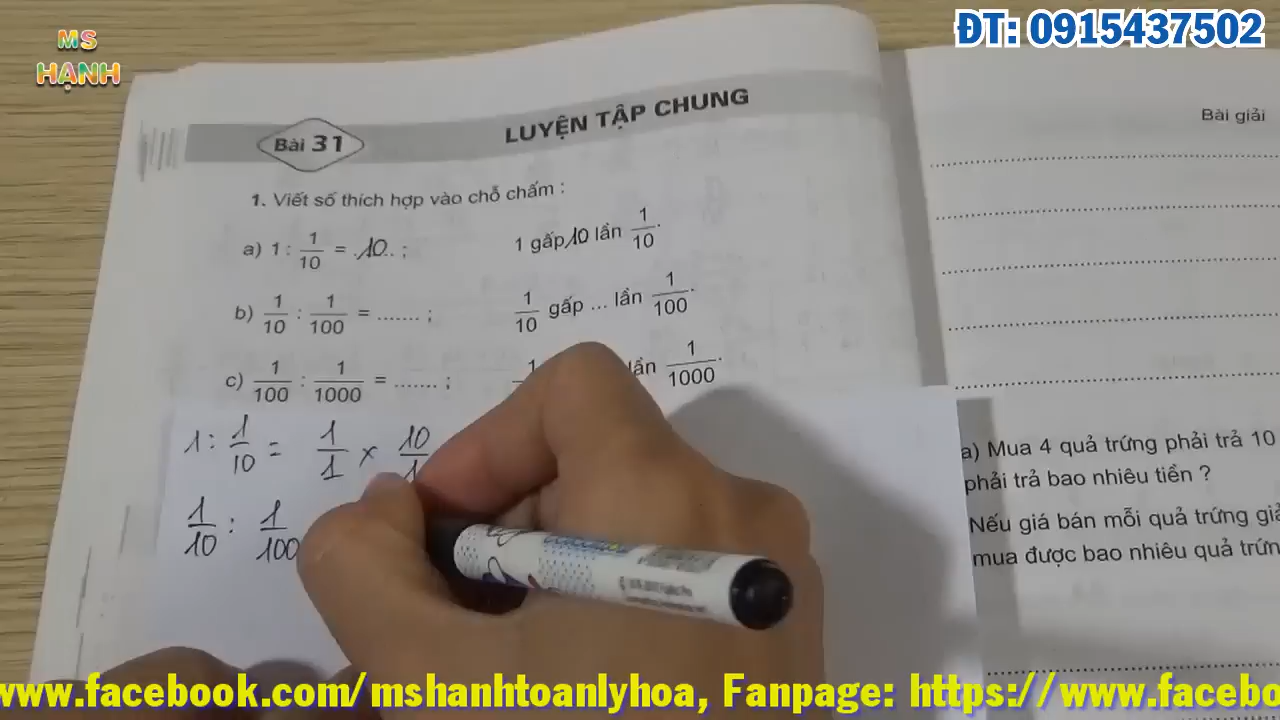 MS
HẠNH
ĐT: 0915437502
Bài 31
LUYỆN TẬP CHUNG
1. Viết số thích hợp vào chỗ chấm :
a) 1 : 1/10 = .10.. ;
1 gấp 10 lần 1/10.
b) 1/10 : 1/100 = ....... ;
1/10 gấp ... lần 1/100.
c) 1/100 : 1/1000 = ....... ;
lần 1/1000.
1 : 1/10 = 1/1 x 10/1
1/10 : 1/100
Bài giải
a) Mua 4 quả trứng phải trả 10
phải trả bao nhiêu tiền ?
Nếu giá bán mỗi quả trứng
mua được bao nhiêu quả
www.facebook.com/mshanhtoanlyhoa, Fanpage: https://www.facebo